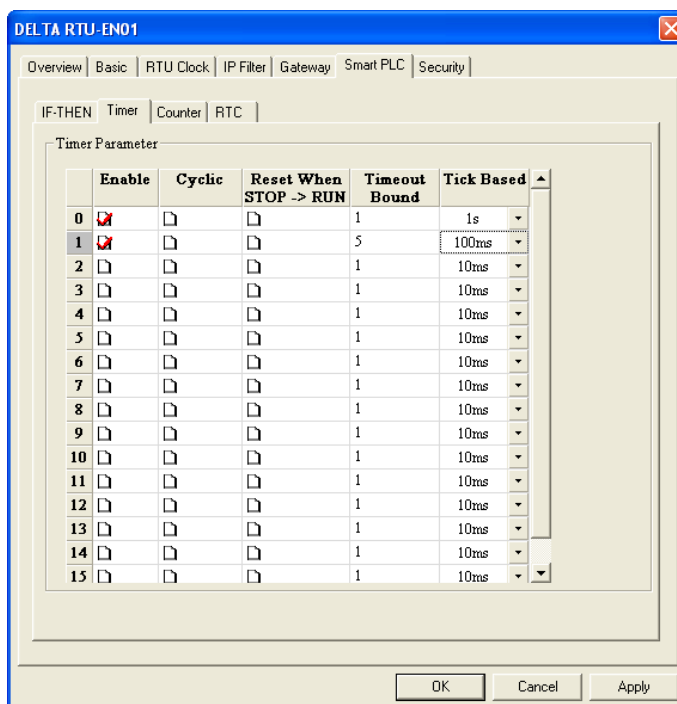 DELTA RTU-EN01
Overview Basic RTU Clock IP Filter Gateway Smart PLC Security
IF-THEN Timer Counter RTC
Timer Parameter
Enable Cyclic Reset When STOP -> RUN Timeout Bound Tick Based
0 1 1s
1 5 100ms
2 1 10ms
3 1 10ms
4 1 10ms
5 1 10ms
6 1 10ms
7 1 10ms
8 1 10ms
9 1 10ms
10 1 10ms
11 1 10ms
12 1 10ms
13 1 10ms
14 1 10ms
15 1 10ms
OK Cancel Apply